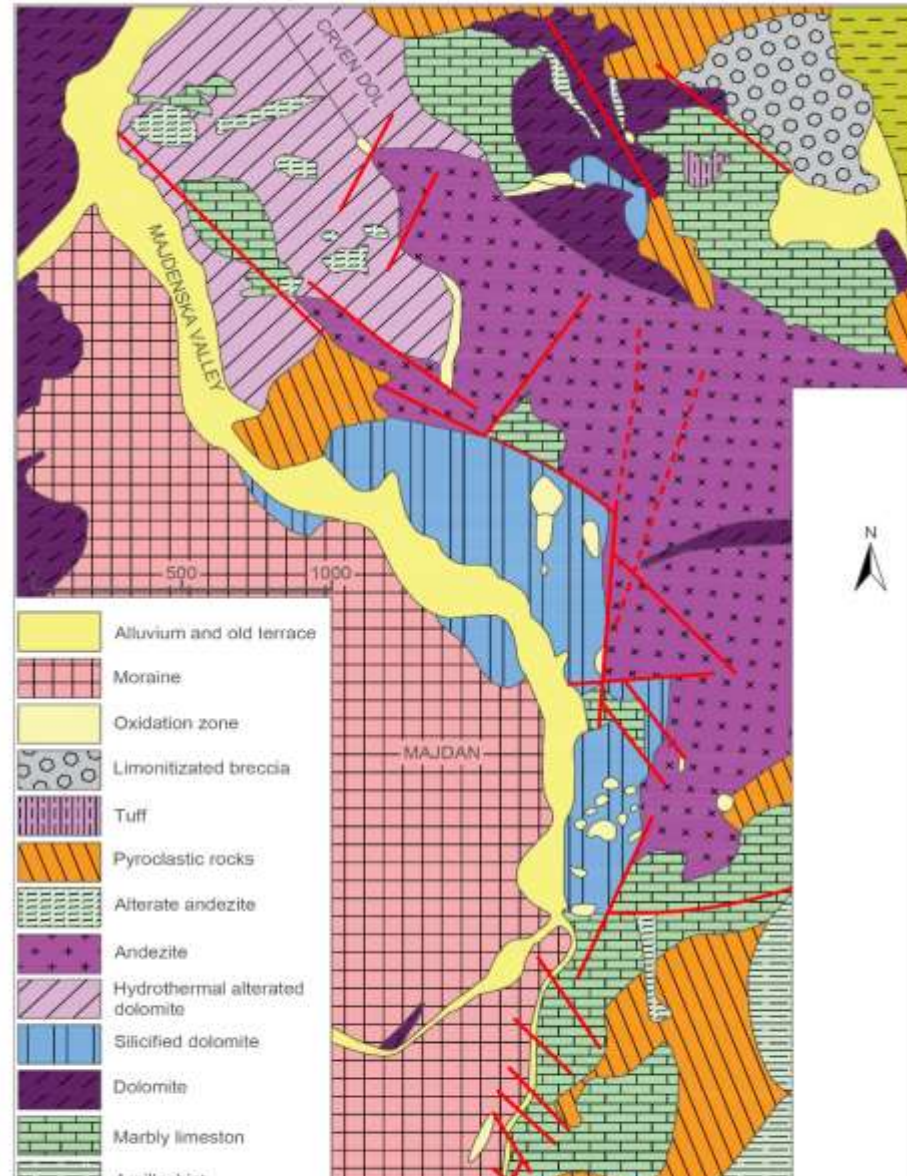 CRVEN DOL
MAJDENSKA VALLEY
N
500
1000
MAJDAN
Alluvium and old terrace
Moraine
Oxidation zone
Limonitizated breccia
Tuff
Pyroclastic rocks
Alterate andezite
Andezite
Hydrothermal alterated
dolomite
Silicified dolomite
Dolomite
Marbly limeston